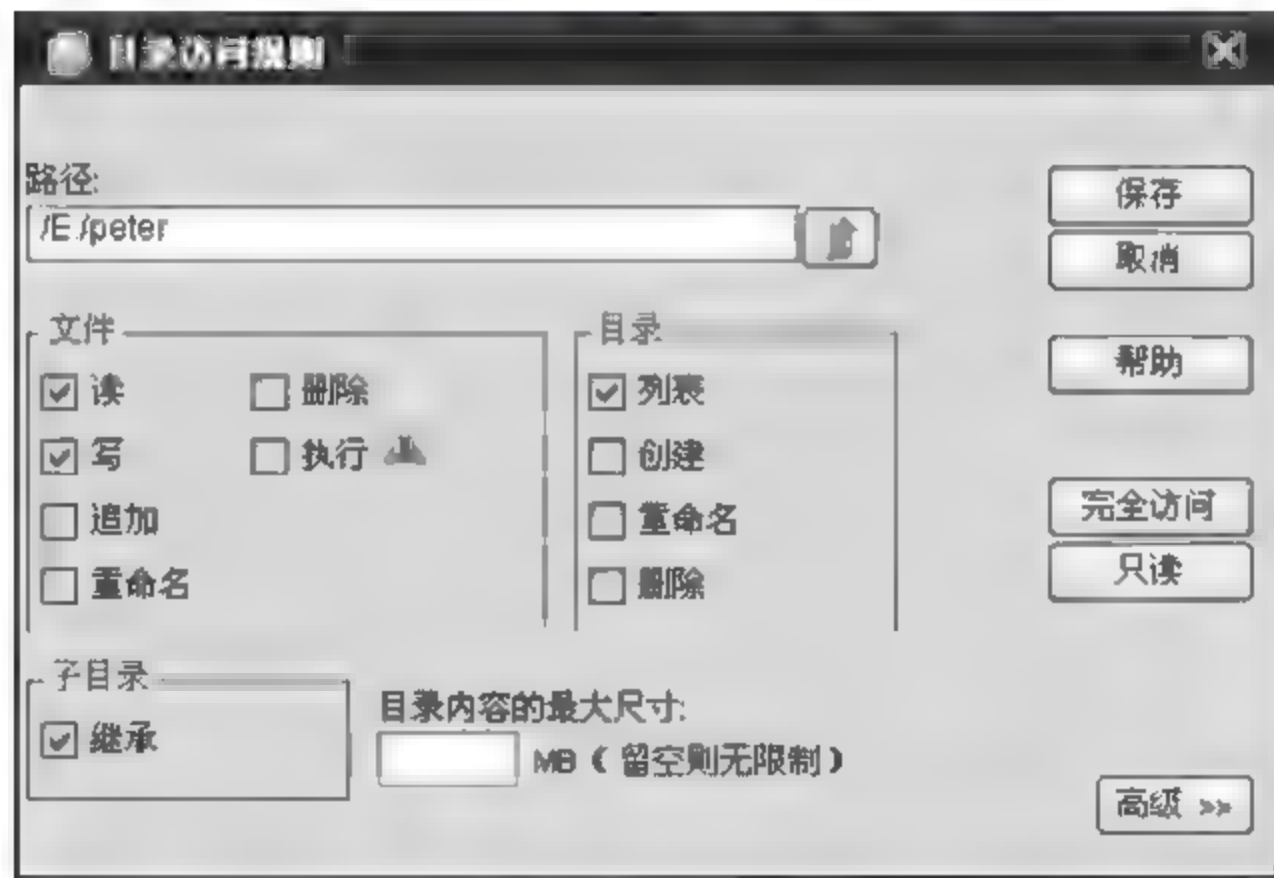 目录访问规则
路径:
/E:/peter
保存
取消
帮助
完全访问
只读
文件
读
写
追加
重命名
删除
执行
目录
列表
创建
重命名
删除
子目录
继承
目录内容的最大尺寸:
MB(留空则无限制)
高级 >>